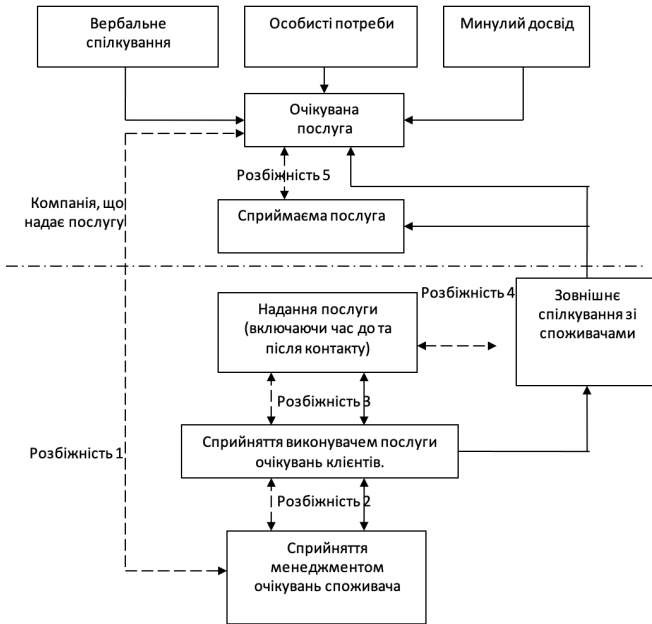 Вербальне
спілкування
Особисті потреби
Минулий досвід
Очікувана
послуга
Розбіжність 5
Компанія, що
надає послугу
Сприймаєма послуга
Розбіжність 4
Надання послуги
(включаючи час до та
після контакту)
Зовнішнє
спілкування зі
споживачами
Розбіжність 3
Сприйняття виконувачем послуги
очікувань клієнтів.
Розбіжність 1
Розбіжність 2
Сприйняття
менеджментом
очікувань споживача